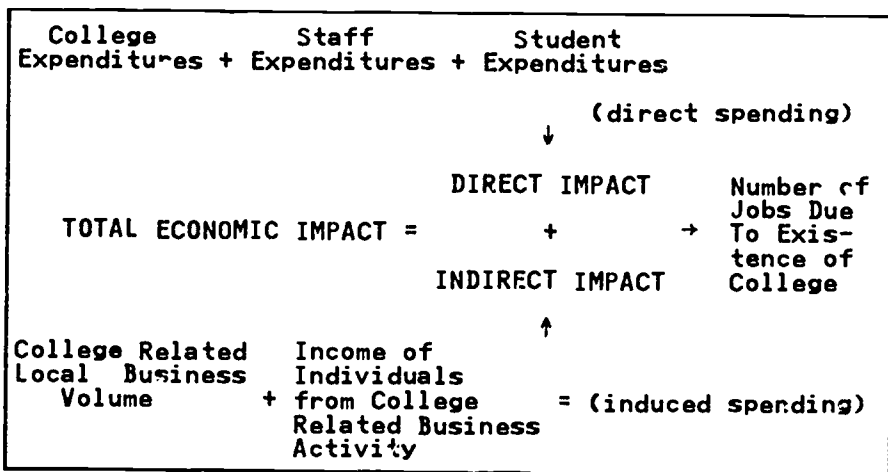 College Staff Student
Expenditures + Expenditures + Expenditures
(direct spending)
↓
DIRECT IMPACT Number of
Jobs Due
TOTAL ECONOMIC IMPACT = + → To Exis-
tence of
INDIRECT IMPACT College
↑
College Related Income of
Local Business Individuals
Volume + from College = (induced spending)
Related Business
Activity